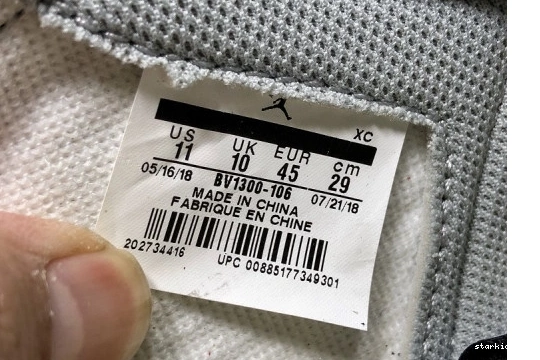 XC
US UK EUR cm
11 10 45 29
05/16/18 BV1300-106 07/21/18
MADE IN CHINA
FABRIQUE EN CHINE
202734416 UPC 00885177349301